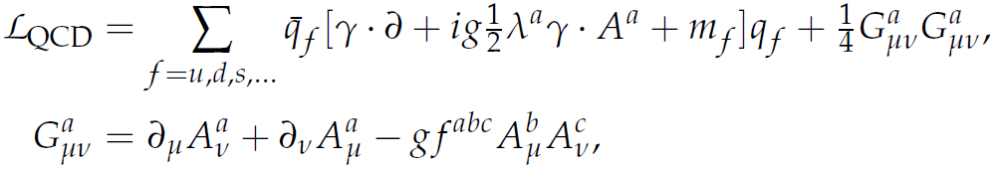 ℒ_QCD = ∑_{f=u,d,s,…} q̄_f [γ · ∂ + ig ½ λ^a γ · A^a + m_f] q_f + ¼ G^a_{μν} G^a_{μν},
G^a_{μν} = ∂_μ A^a_ν + ∂_ν A^a_μ − g f^{abc} A^b_μ A^c_ν,